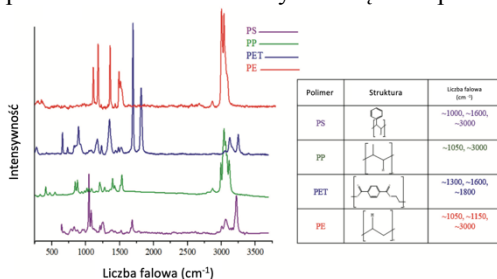 PS
PP
PET
PE
Intensywność
500
1000
1500
2000
2500
3000
3500
Liczba falowa (cm⁻¹)
Polimer Struktura Liczba falowa (cm⁻¹)
PS ~1000, ~1600, ~3000
PP ~1050, ~3000
PET ~1300, ~1600, ~1800
PE ~1050, ~1150, ~3000